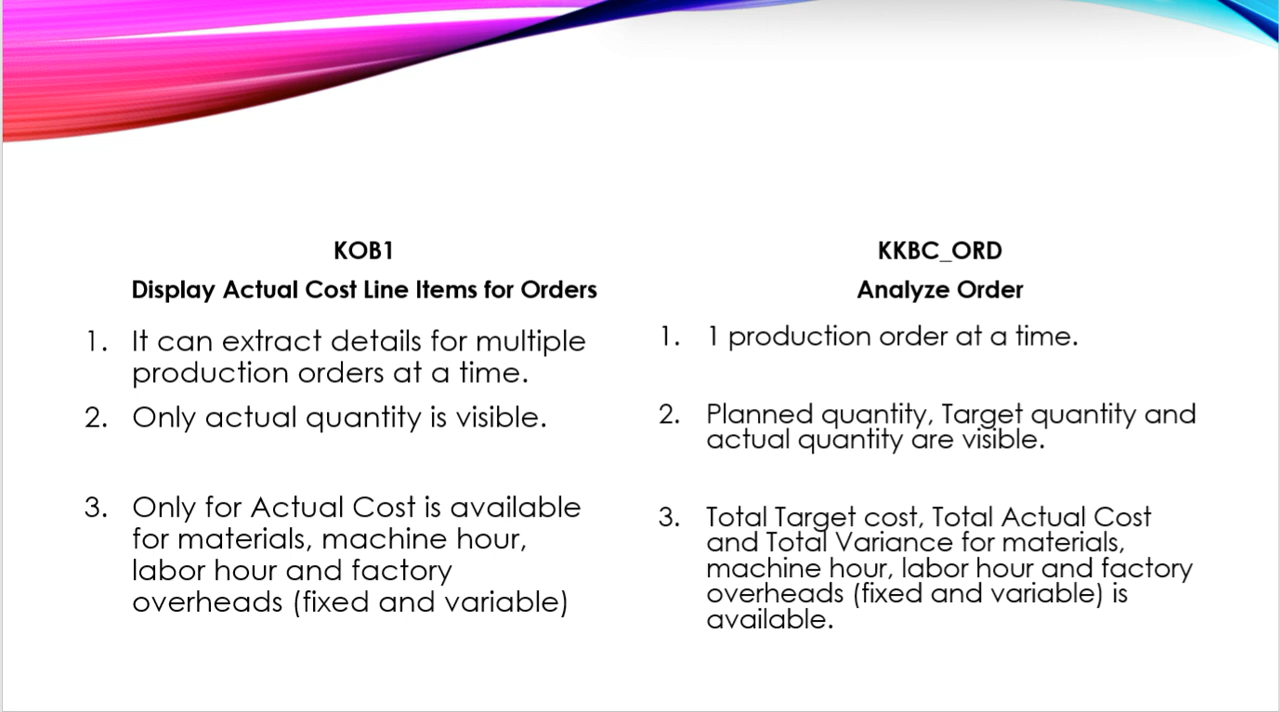 KOB1
Display Actual Cost Line Items for Orders
1. It can extract details for multiple
production orders at a time.
2. Only actual quantity is visible.
3. Only for Actual Cost is available
for materials, machine hour,
labor hour and factory
overheads (fixed and variable)
KKBC_ORD
Analyze Order
1. 1 production order at a time.
2. Planned quantity, Target quantity and
actual quantity are visible.
3. Total Target cost, Total Actual Cost
and Total Variance for materials,
machine hour, labor hour and factory
overheads (fixed and variable) is
available.